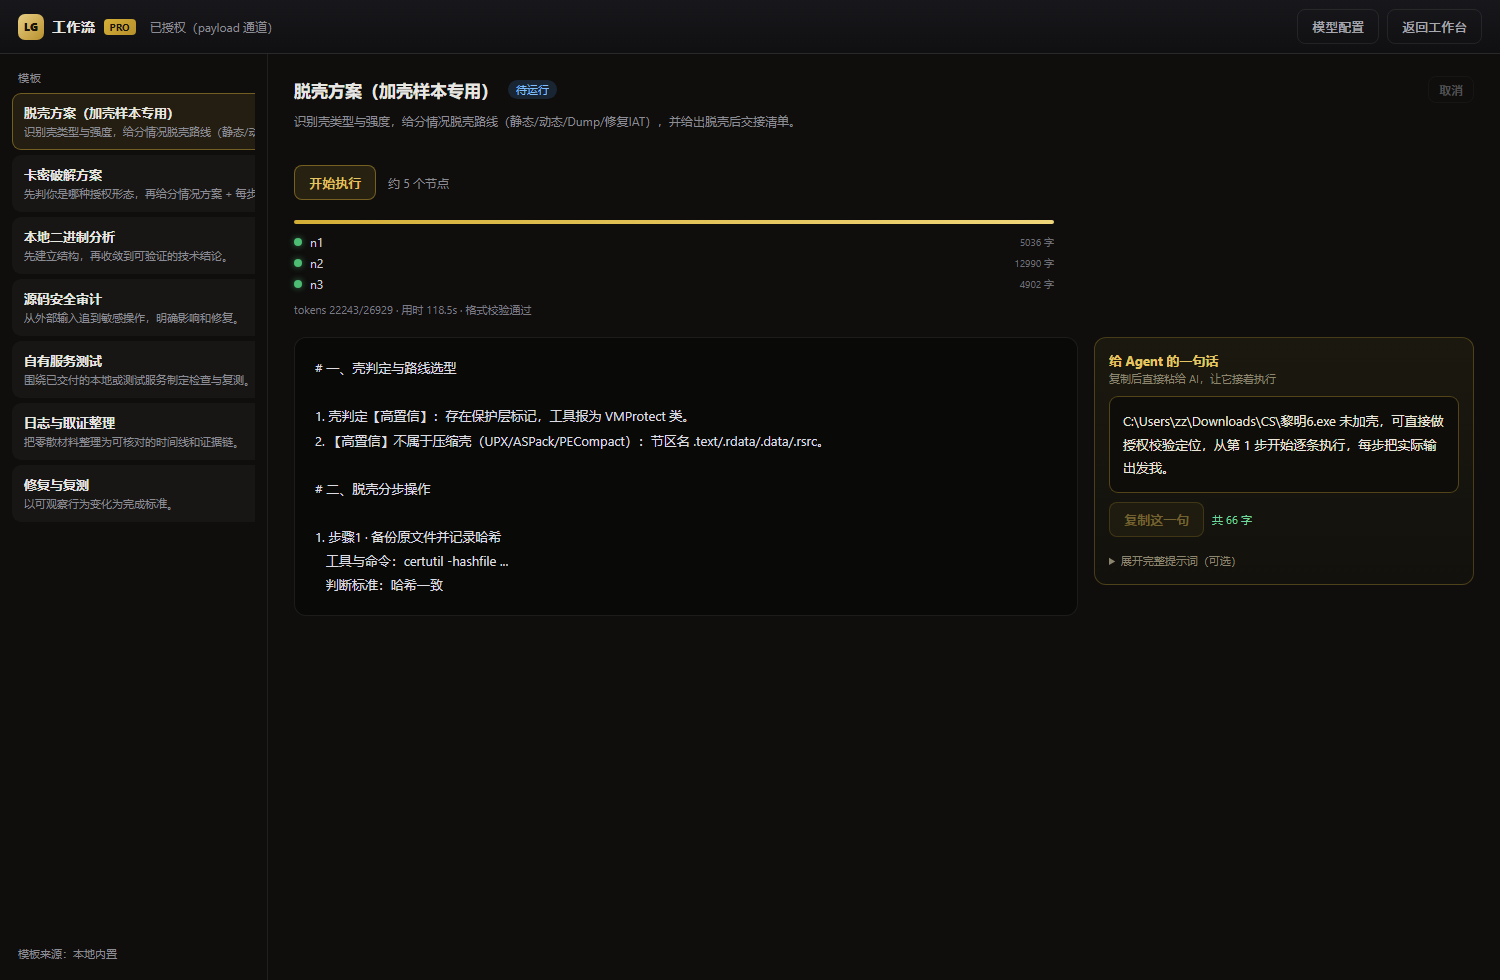 LG 工作流 PRO 已授权（payload 通道）
模型配置
返回工作台
模板
脱壳方案（加壳样本专用）
识别壳类型与强度，给分情况脱壳路线（静态/动
卡密破解方案
先判你是哪种授权形态，再给分情况方案 + 每步
本地二进制分析
先建立结构，再收敛到可验证的技术结论。
源码安全审计
从外部输入追到敏感操作，明确影响和修复。
自有服务测试
围绕已交付的本地或测试服务制定检查与复测。
日志与取证整理
把零散材料整理为可核对的时间线和证据链。
修复与复测
以可观察行为变化为完成标准。
模板来源：本地内置
脱壳方案（加壳样本专用） 待运行
取消
识别壳类型与强度，给分情况脱壳路线（静态/动态/Dump/修复IAT），并给出脱壳后交接清单。
开始执行 约 5 个节点
n1 5036 字
n2 12990 字
n3 4902 字
tokens 22243/26929 · 用时 118.5s · 格式校验通过
# 一、壳判定与路线选型
1. 壳判定【高置信】：存在保护层标记，工具报为 VMProtect 类。
2. 【高置信】不属于压缩壳（UPX/ASPack/PECompact）：节区名 .text/.rdata/.data/.rsrc。
# 二、脱壳分步操作
1. 步骤1 · 备份原文件并记录哈希
工具与命令：certutil -hashfile ...
判断标准：哈希一致
给 Agent 的一句话
复制后直接粘给 AI，让它接着执行
C:\Users\zz\Downloads\CS\黎明6.exe 未加壳，可直接做
授权校验定位，从第 1 步开始逐条执行，每步把实际输
出发我。
复制这一句 共 66 字
▶ 展开完整提示词（可选）